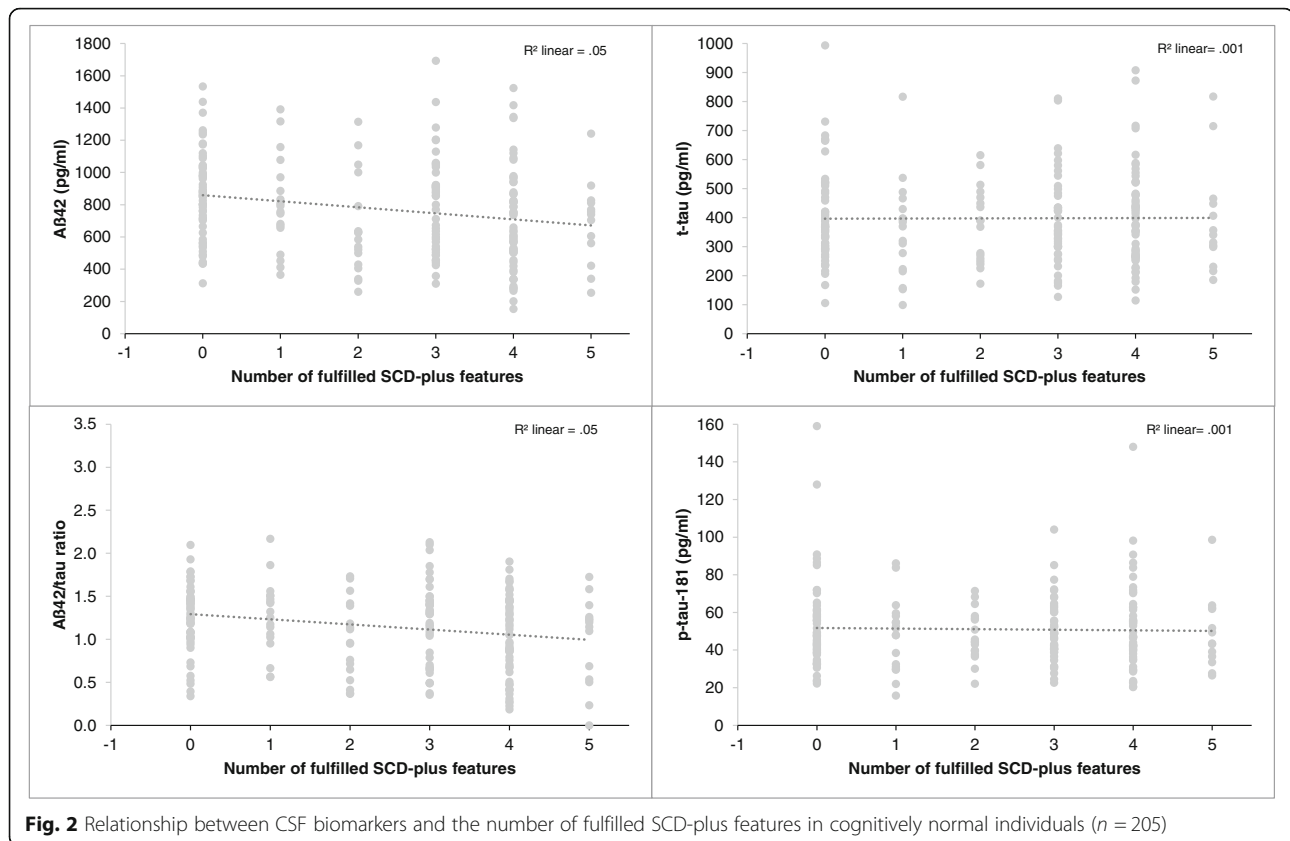 R² linear = .05
Aß42 (pg/ml)
1800
1600
1400
1200
1000
800
600
400
200
0
-1 0 1 2 3 4 5
Number of fulfilled SCD-plus features
R² linear= .001
t-tau (pg/ml)
1000
900
800
700
600
500
400
300
200
100
0
-1 0 1 2 3 4 5
Number of fulfilled SCD-plus features
R² linear = .05
Aß42/tau ratio
3.5
3.0
2.5
2.0
1.5
1.0
0.5
0.0
-1 0 1 2 3 4 5
Number of fulfilled SCD-plus features
R² linear= .001
p-tau-181 (pg/ml)
160
140
120
100
80
60
40
20
0
-1 0 1 2 3 4 5
Number of fulfilled SCD-plus features
Fig. 2 Relationship between CSF biomarkers and the number of fulfilled SCD-plus features in cognitively normal individuals (n = 205)